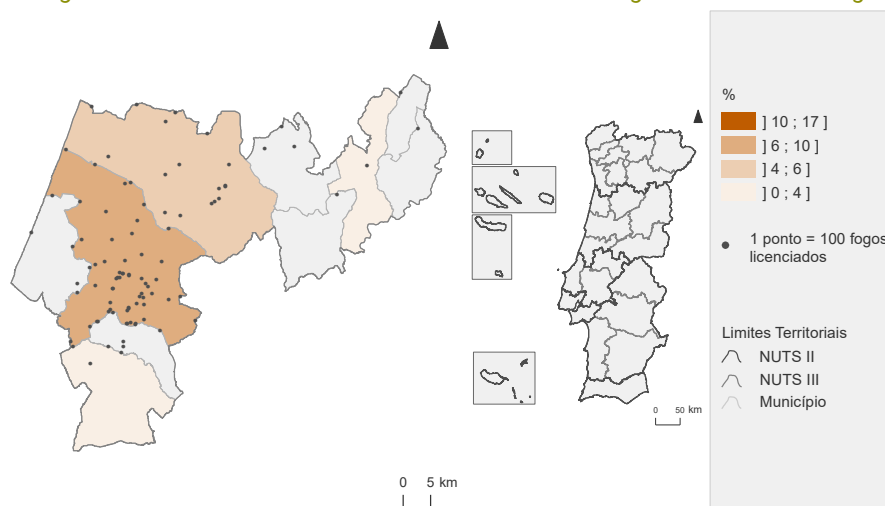 %
] 10 ; 17 ]
] 6 ; 10 ]
] 4 ; 6 ]
] 0 ; 4 ]
1 ponto = 100 fogos
licenciados
Limites Territoriais
NUTS II
NUTS III
Município
0 50 km
0 5 km